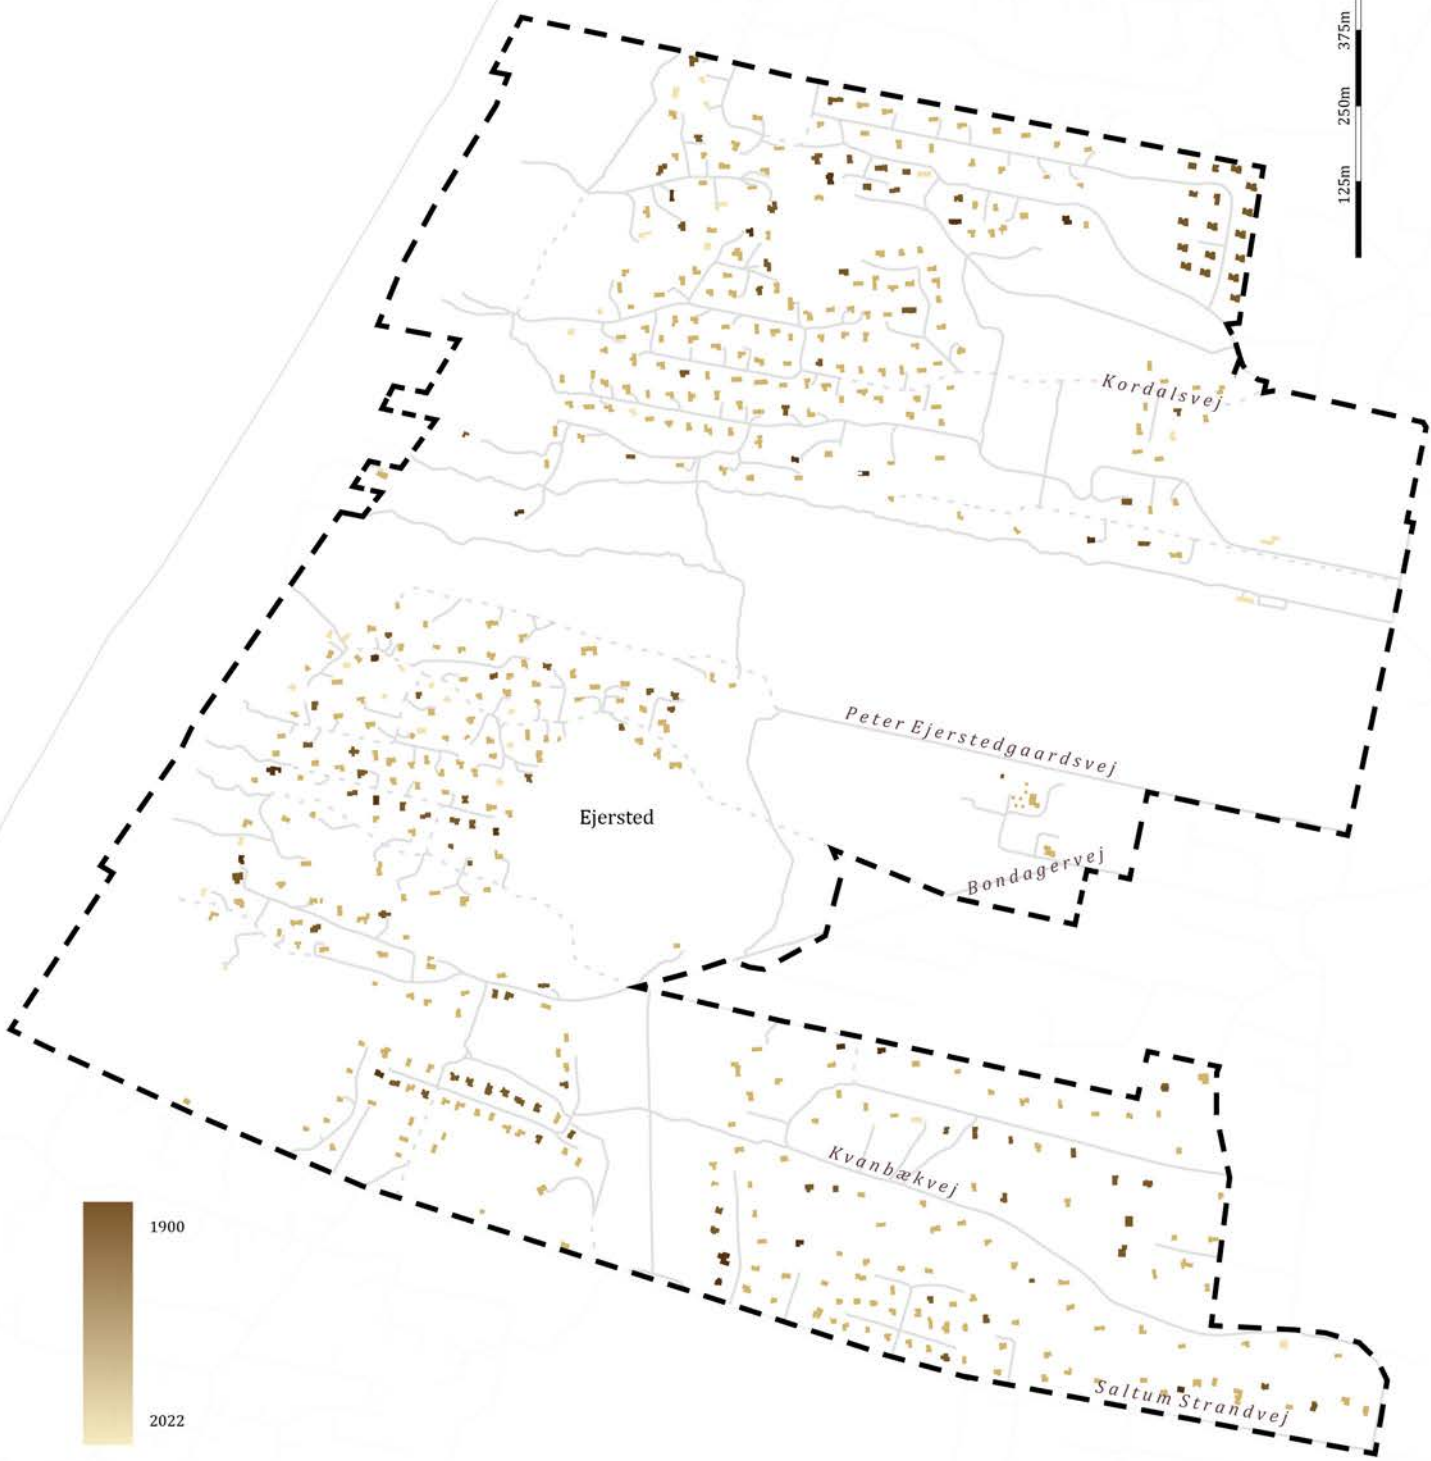 375m
250m
125m
Kordalsvej
Peter Ejerstedgaardsvej
Ejersted
Bondagervej
Kvanbækvej
1900
Saltum Strandvej
2022